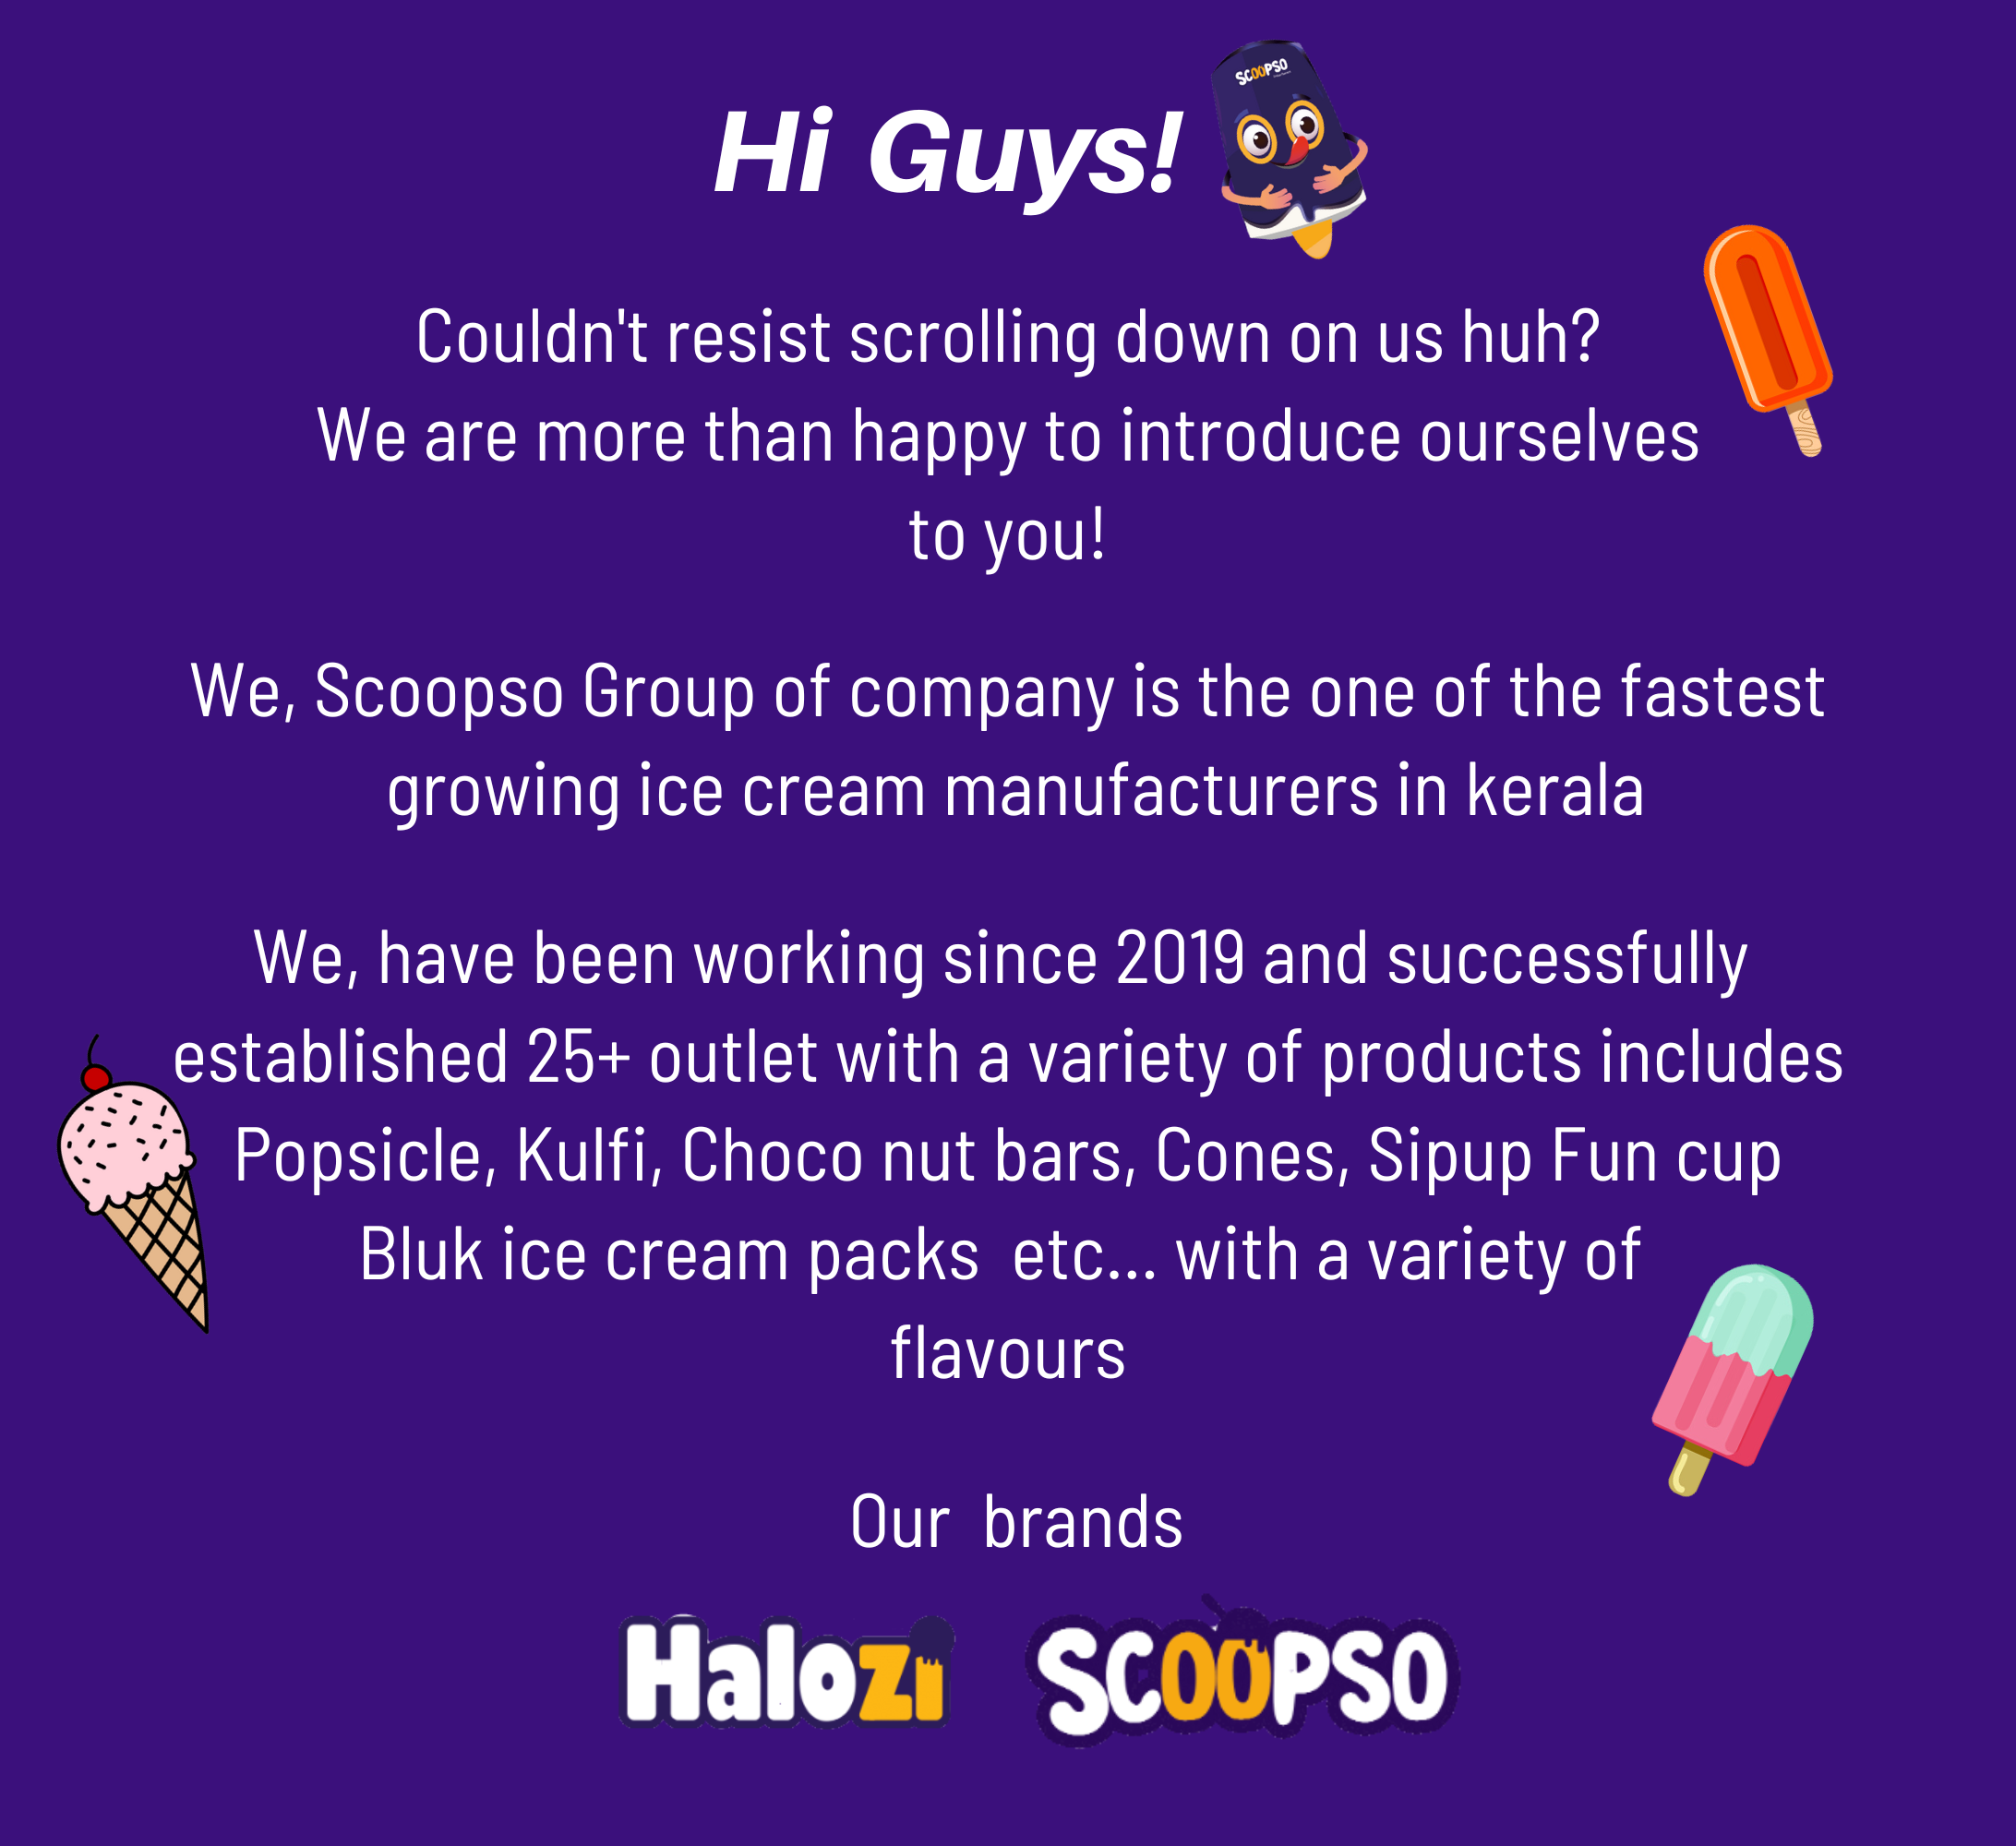 SCOOPSO
Hi Guys!
Couldn't resist scrolling down on us huh?
We are more than happy to introduce ourselves
to you!
We, Scoopso Group of company is the one of the fastest
growing ice cream manufacturers in kerala
We, have been working since 2019 and successfully
established 25+ outlet with a variety of products includes
Popsicle, Kulfi, Choco nut bars, Cones, Sipup Fun cup
Bluk ice cream packs  etc... with a variety of
flavours
Our  brands
Halozi SCOOPSO